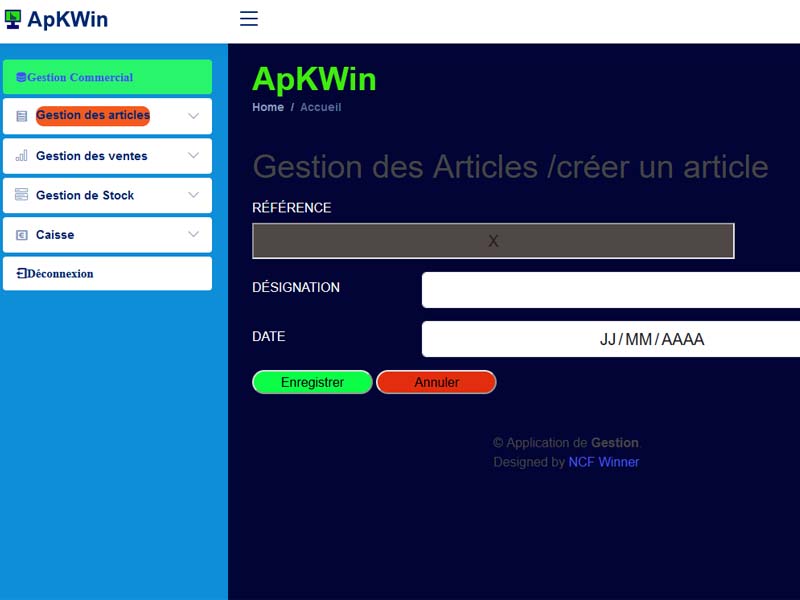 ApKWin
Gestion Commercial
Gestion des articles
Gestion des ventes
Gestion de Stock
Caisse
Déconnexion
ApKWin
Home / Accueil
Gestion des Articles /créer un article
RÉFÉRENCE
X
DÉSIGNATION
DATE
JJ/MM/AAAA
Enregistrer
Annuler
© Application de Gestion.
Designed by NCF Winner